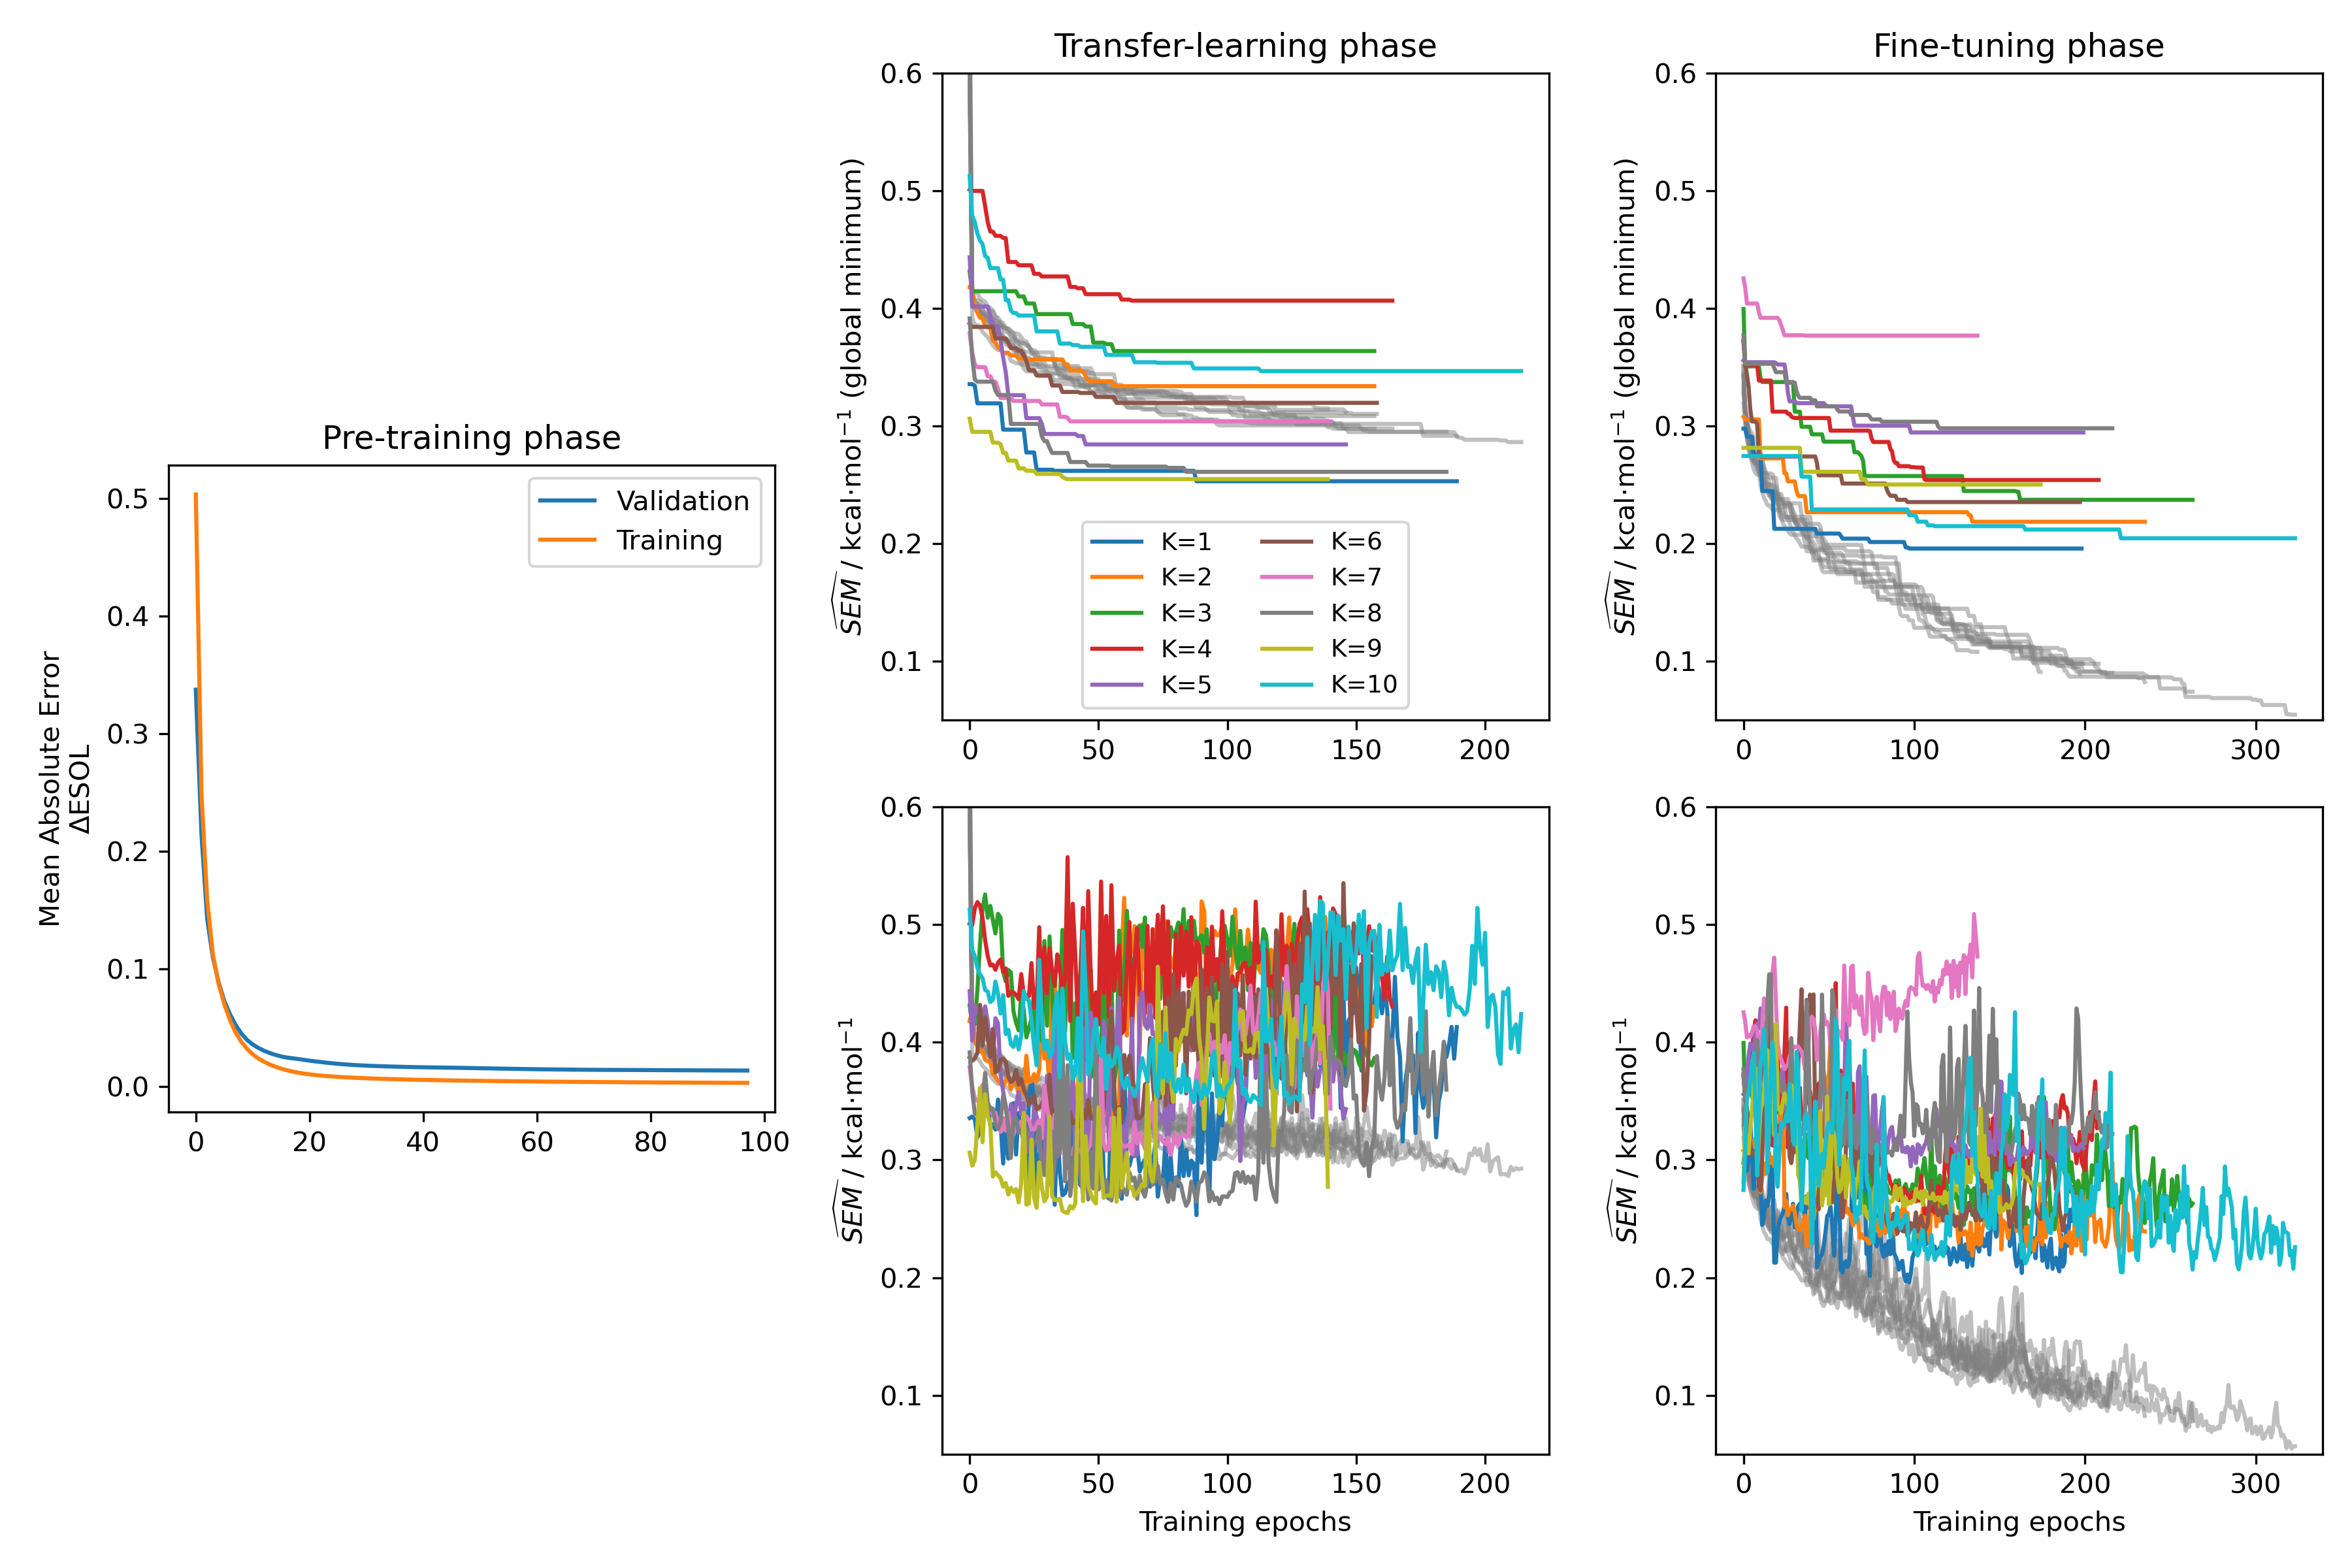 Pre-training phase
Mean Absolute Error
ΔESOL
0.5
0.4
0.3
0.2
0.1
0.0
Validation
Training
0 20 40 60 80 100
Transfer-learning phase
SEM / kcal·mol⁻¹ (global minimum)
0.6
0.5
0.4
0.3
0.2
0.1
K=1 K=6
K=2 K=7
K=3 K=8
K=4 K=9
K=5 K=10
0 50 100 150 200
Fine-tuning phase
SEM / kcal·mol⁻¹ (global minimum)
0.6
0.5
0.4
0.3
0.2
0.1
0 100 200 300
SEM / kcal·mol⁻¹
0.6
0.5
0.4
0.3
0.2
0.1
0 50 100 150 200
Training epochs
SEM / kcal·mol⁻¹
0.6
0.5
0.4
0.3
0.2
0.1
0 100 200 300
Training epochs